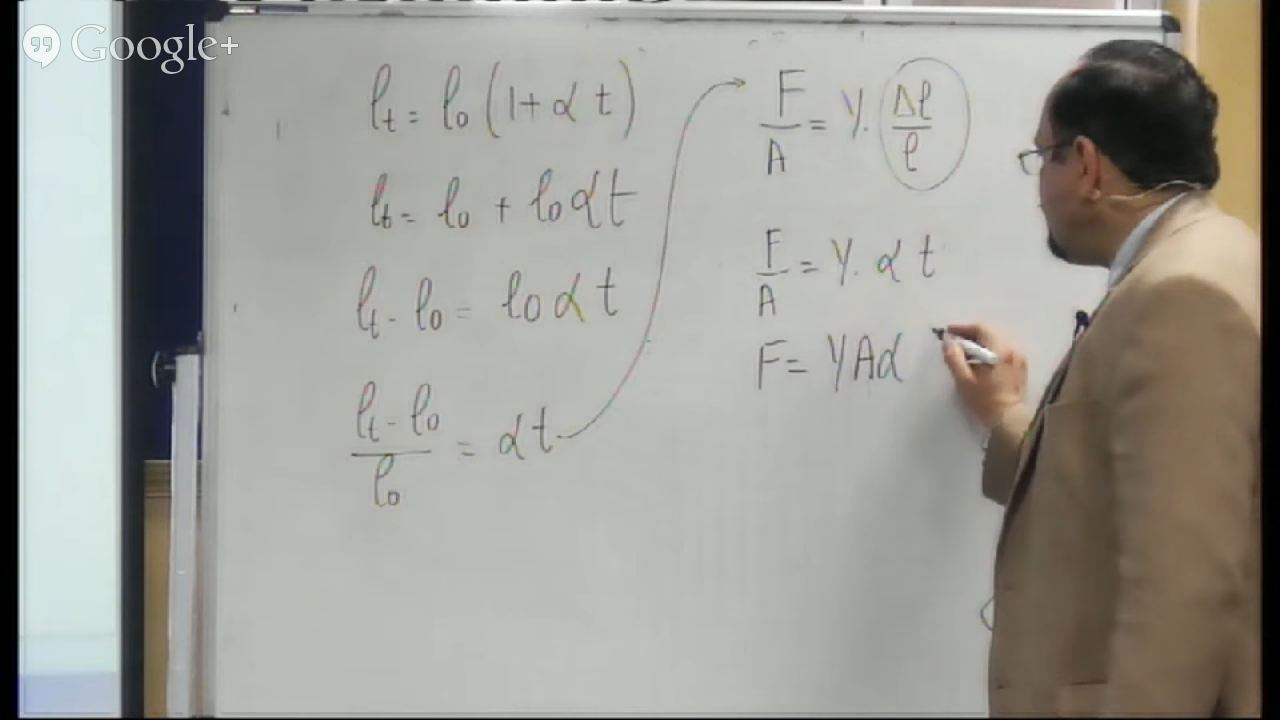 Google+
lt = l0 (1 + α t)
lt = l0 + l0 α t
lt - l0 = l0 α t
lt - l0
l0
= α t
F/A = Y . Δl/l
F/A = Y . α t
F = Y A α